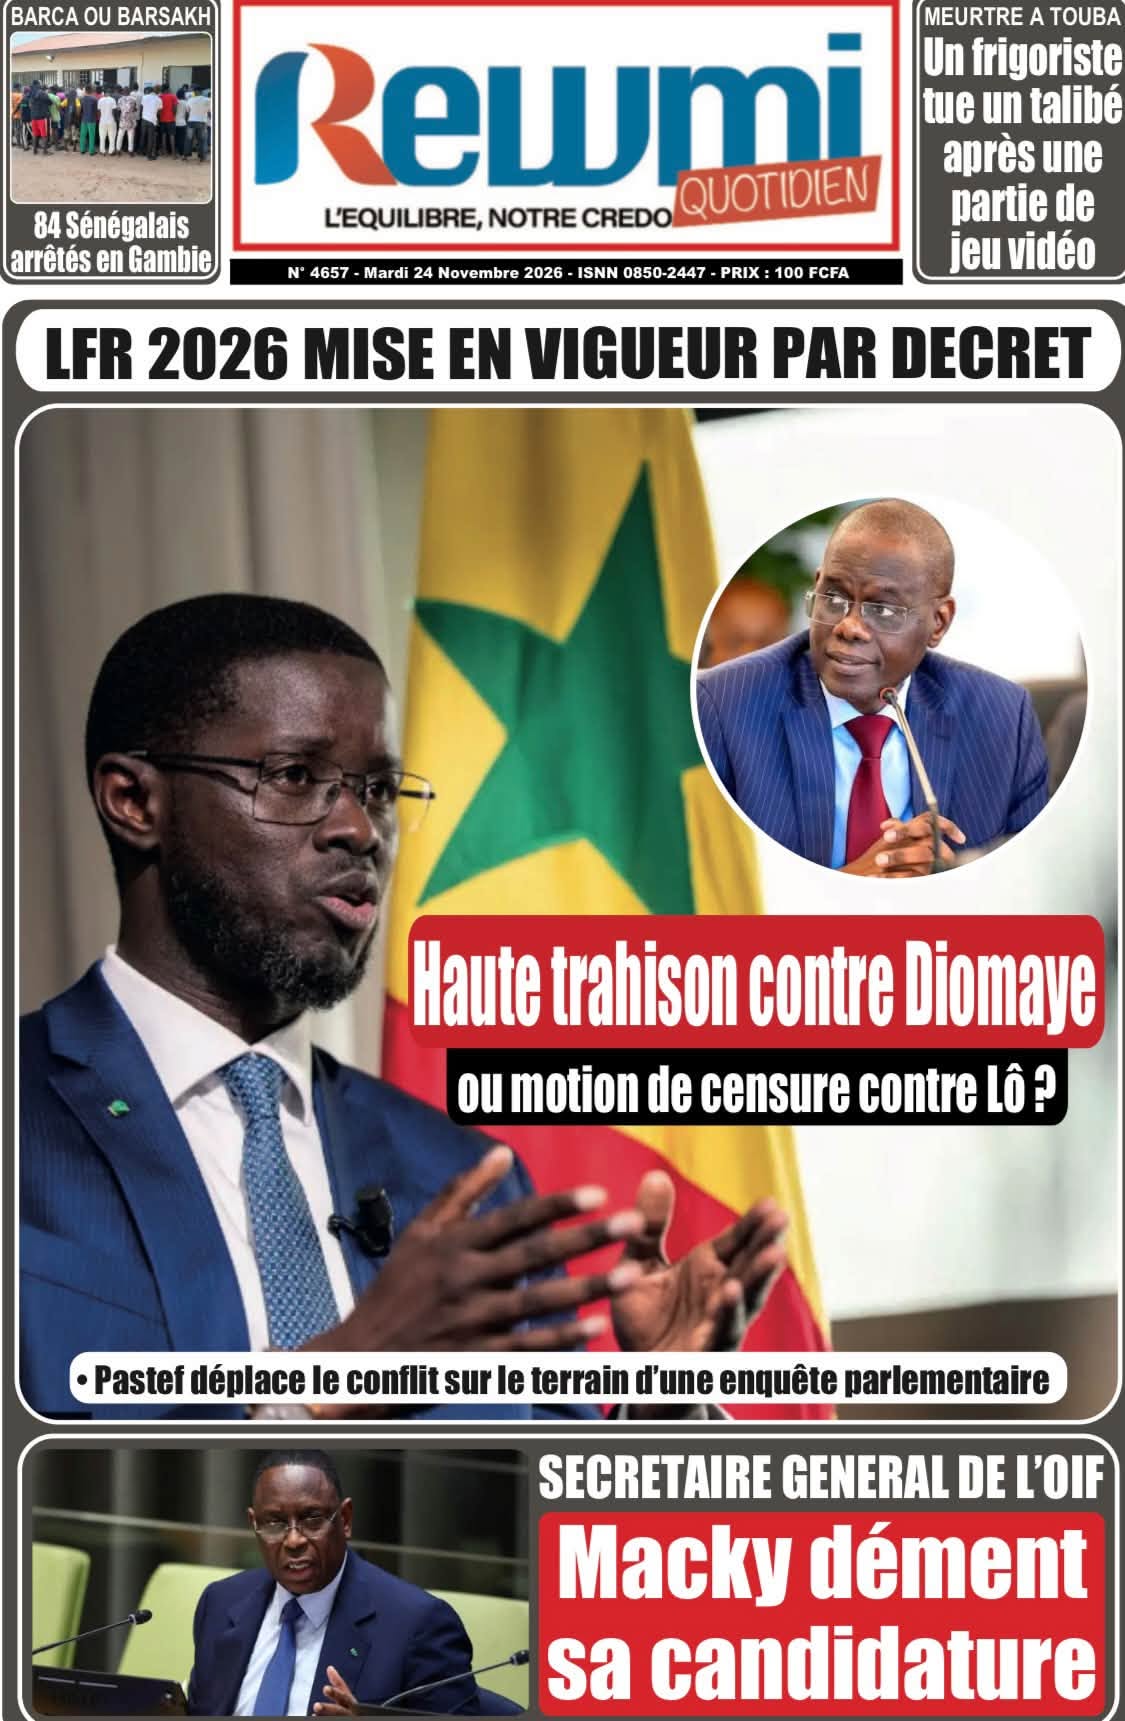 BARCA OU BARSAKH
84 Sénégalais
arrêtés en Gambie
Rewmi
QUOTIDIEN
L'EQUILIBRE, NOTRE CREDO
N° 4657 - Mardi 24 Novembre 2026 - ISNN 0850-2447 - PRIX : 100 FCFA
MEURTRE A TOUBA
Un frigoriste
tue un talibé
après une
partie de
jeu vidéo
LFR 2026 MISE EN VIGUEUR PAR DECRET
Haute trahison contre Diomaye
ou motion de censure contre Lô ?
• Pastef déplace le conflit sur le terrain d'une enquête parlementaire
SECRETAIRE GENERAL DE L'OIF
Macky dément
sa candidature